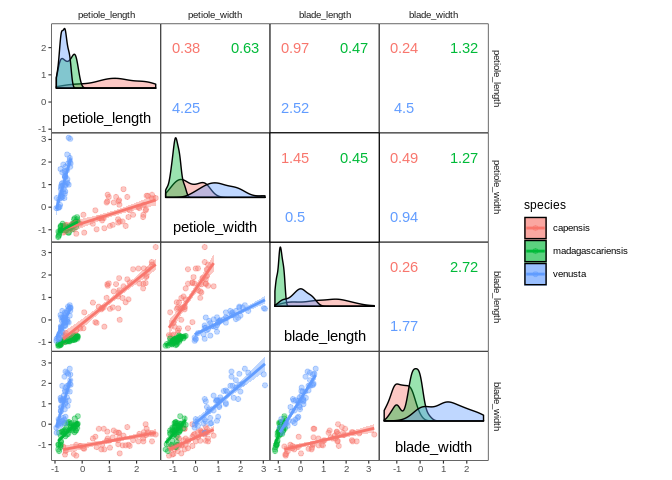 petiole_length petiole_width blade_length blade_width
2
1
0
-1
petiole_length
0.38 0.63
4.25
0.97 0.47
2.52
0.24 1.32
4.5
petiole_length
3
2
1
0
-1
petiole_width
1.45 0.45
0.5
0.49 1.27
0.94
petiole_width
3
2
1
0
-1
blade_length
0.26 2.72
1.77
blade_length
3
2
1
0
-1
blade_width
blade_width
-1 0 1 2
-1 0 1 2 3
-1 0 1 2 3
-1 0 1 2
species
capensis
madagascariensis
venusta